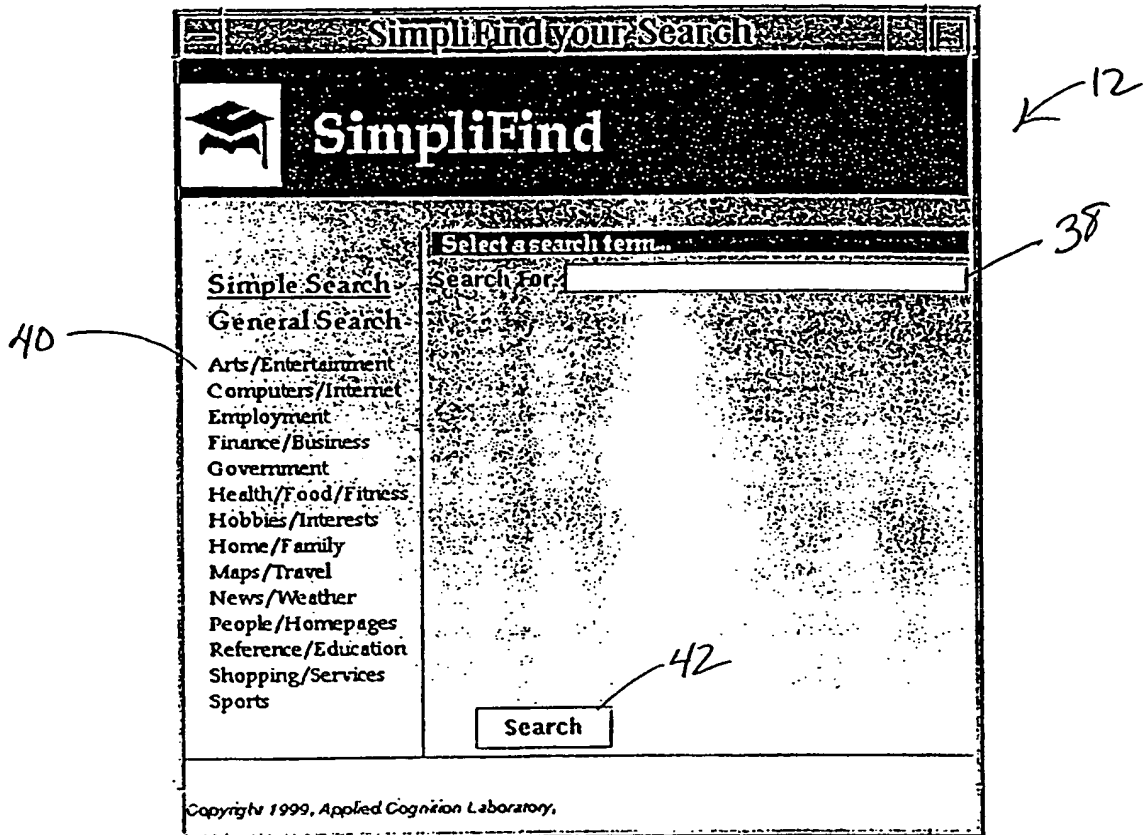 SimpliFind your Search
SimpliFind
12
Select a search term...
38
Search For:
Simple Search
General Search
40
Arts/Entertainment
Computers/Internet
Employment
Finance/Business
Government
Health/Food/Fitness
Hobbies/Interests
Home/Family
Maps/Travel
News/Weather
People/Homepages
Reference/Education
Shopping/Services
Sports
42
Search
Copyright 1999, Applied Cognition Laboratory,